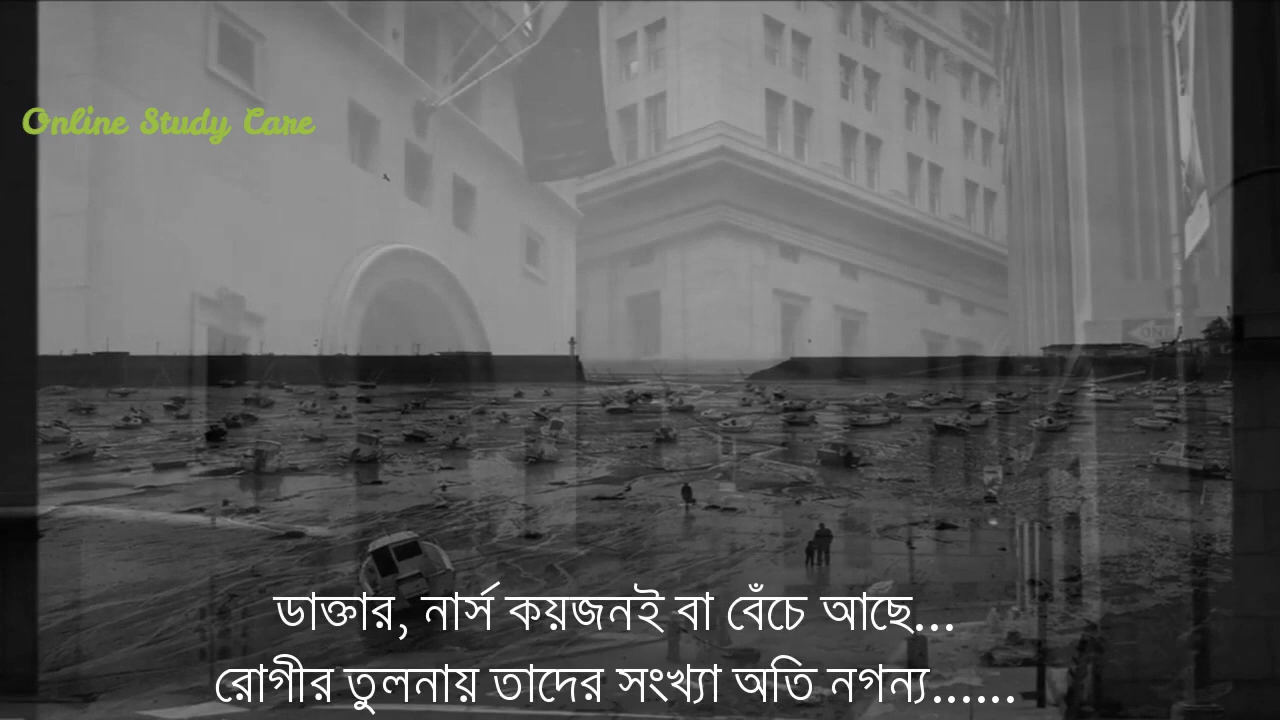 Online Study Care
ডাক্তার, নার্স কয়জনই বা বেঁচে আছে...
রোগীর তুলনায় তাদের সংখ্যা অতি নগন্য......